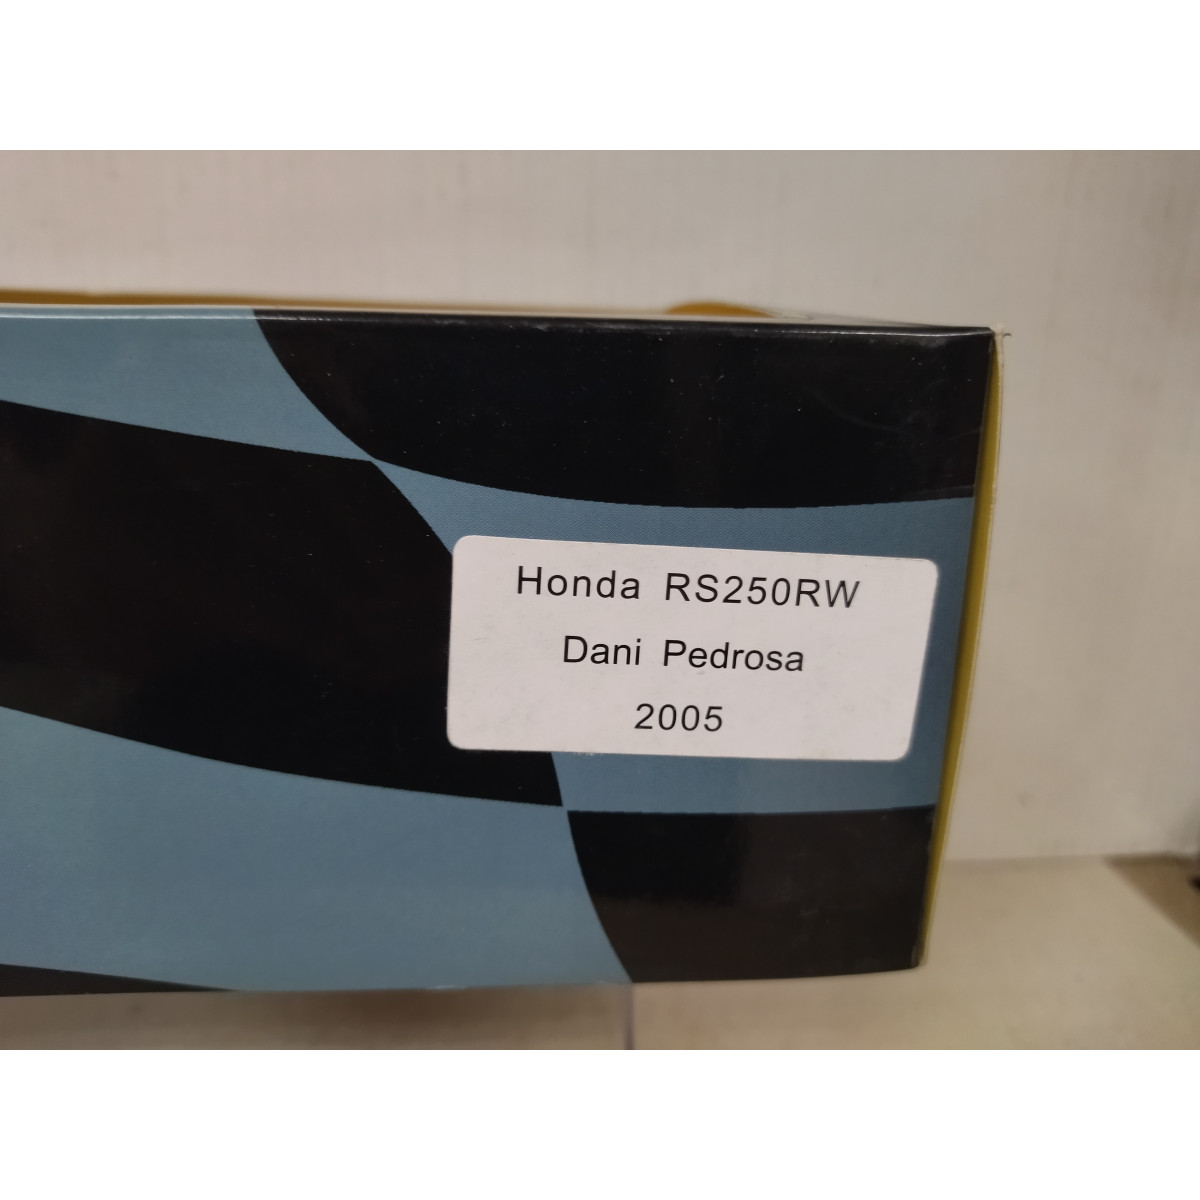 Honda RS250RW
Dani Pedrosa
2005